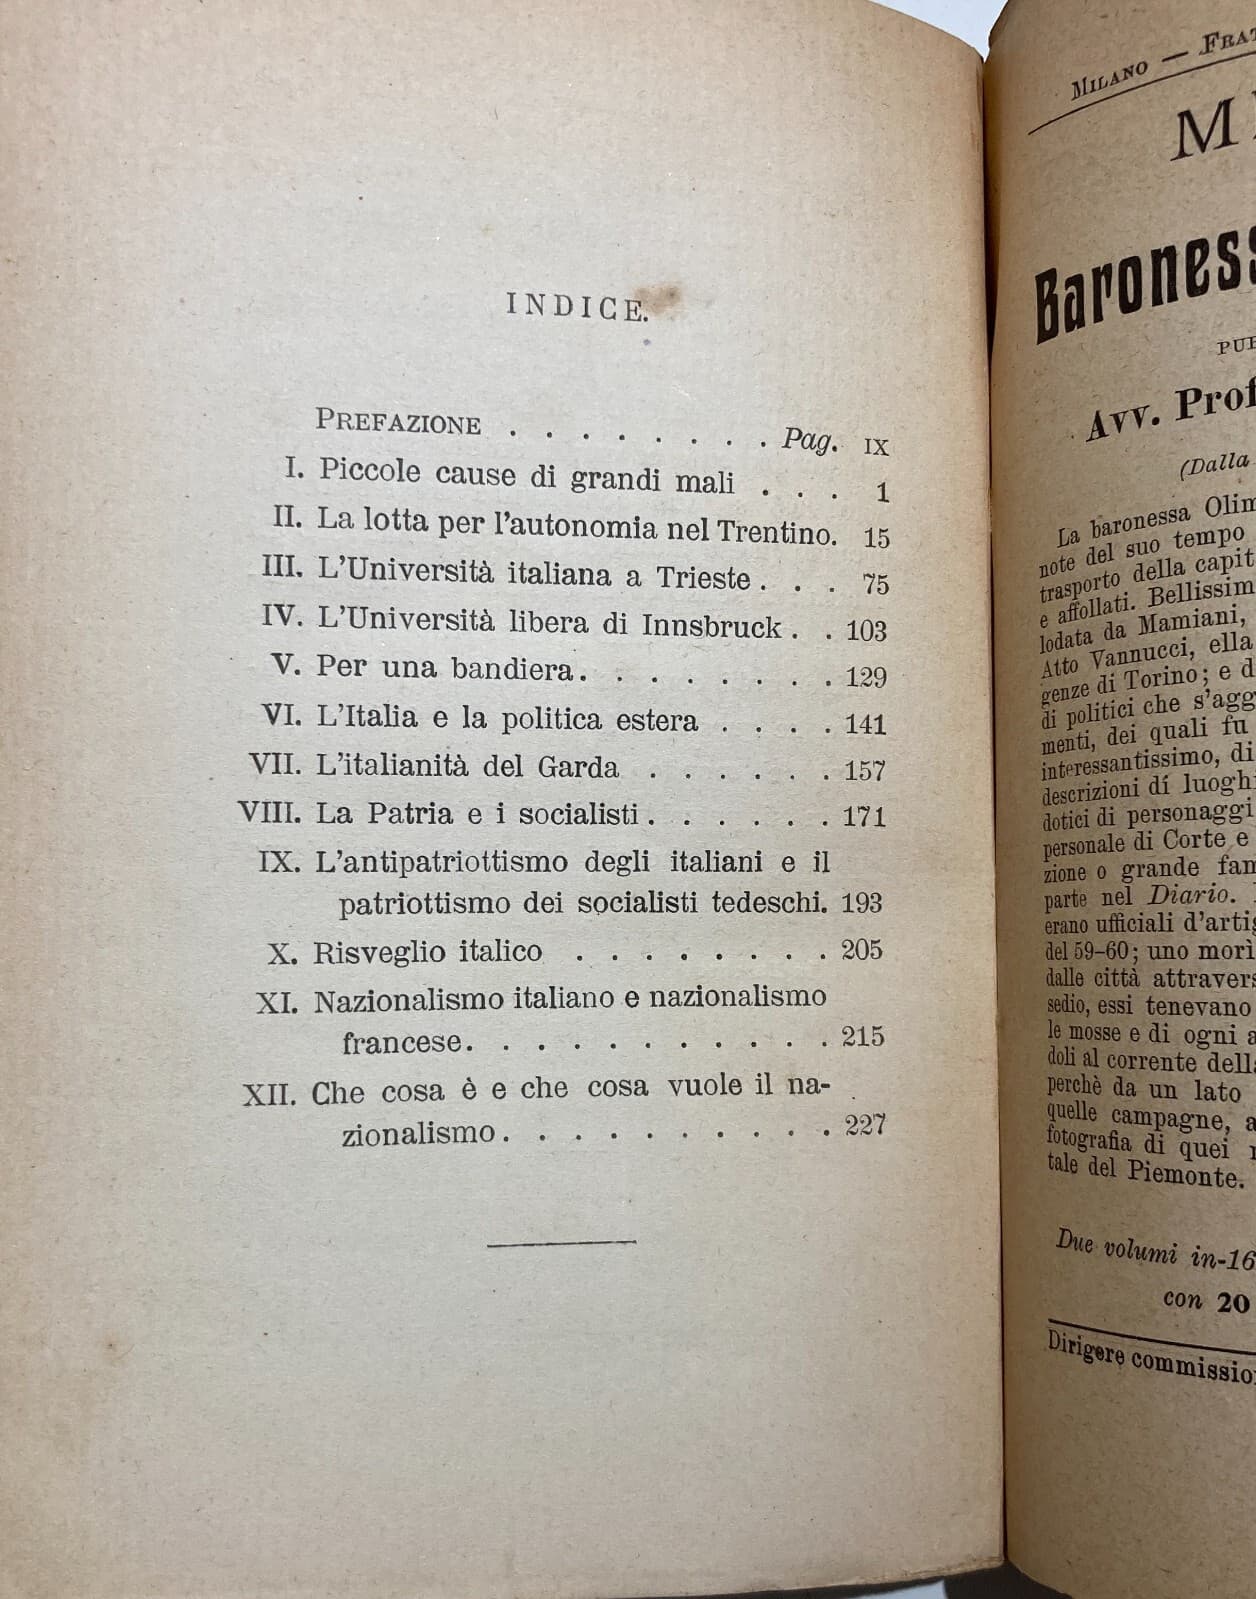 INDICE.
PREFAZIONE . . . . . . . . Pag. IX
I. Piccole cause di grandi mali . . . 1
II. La lotta per l'autonomia nel Trentino. 15
III. L'Università italiana a Trieste . . . 75
IV. L'Università libera di Innsbruck . . 103
V. Per una bandiera. . . . . . . 129
VI. L'Italia e la politica estera . . . . 141
VII. L'italianità del Garda . . . . . . 157
VIII. La Patria e i socialisti . . . . . . 171
IX. L'antipatriottismo degli italiani e il
patriottismo dei socialisti tedeschi. 193
X. Risveglio italico . . . . . . . . 205
XI. Nazionalismo italiano e nazionalismo
francese. . . . . . . . . . . 215
XII. Che cosa è e che cosa vuole il na-
zionalismo . . . . . . . . . . 227
MILANO —
Baroness
Avv. Prof
(Dalla
La baronessa
note del suo tempo
trasporto della
e affollati.
lodata da Mamiani,
Atto Vannucci, ella
genze di Torino; e
di politici che
menti, dei quali fu
interessantissimo, di
descrizioni dí
dotici di personaggi
personale di Corte e
zione o grande
parte nel Diario.
erano ufficiali
del 59-60; uno morì
dalle città
sedio, essi tenevano
le mosse e di ogni
doli al corrente
perchè da un lato
quelle campagne,
fotografia di quei
tale del Piemonte.
Due volumi in-16
con 20
Dirigere